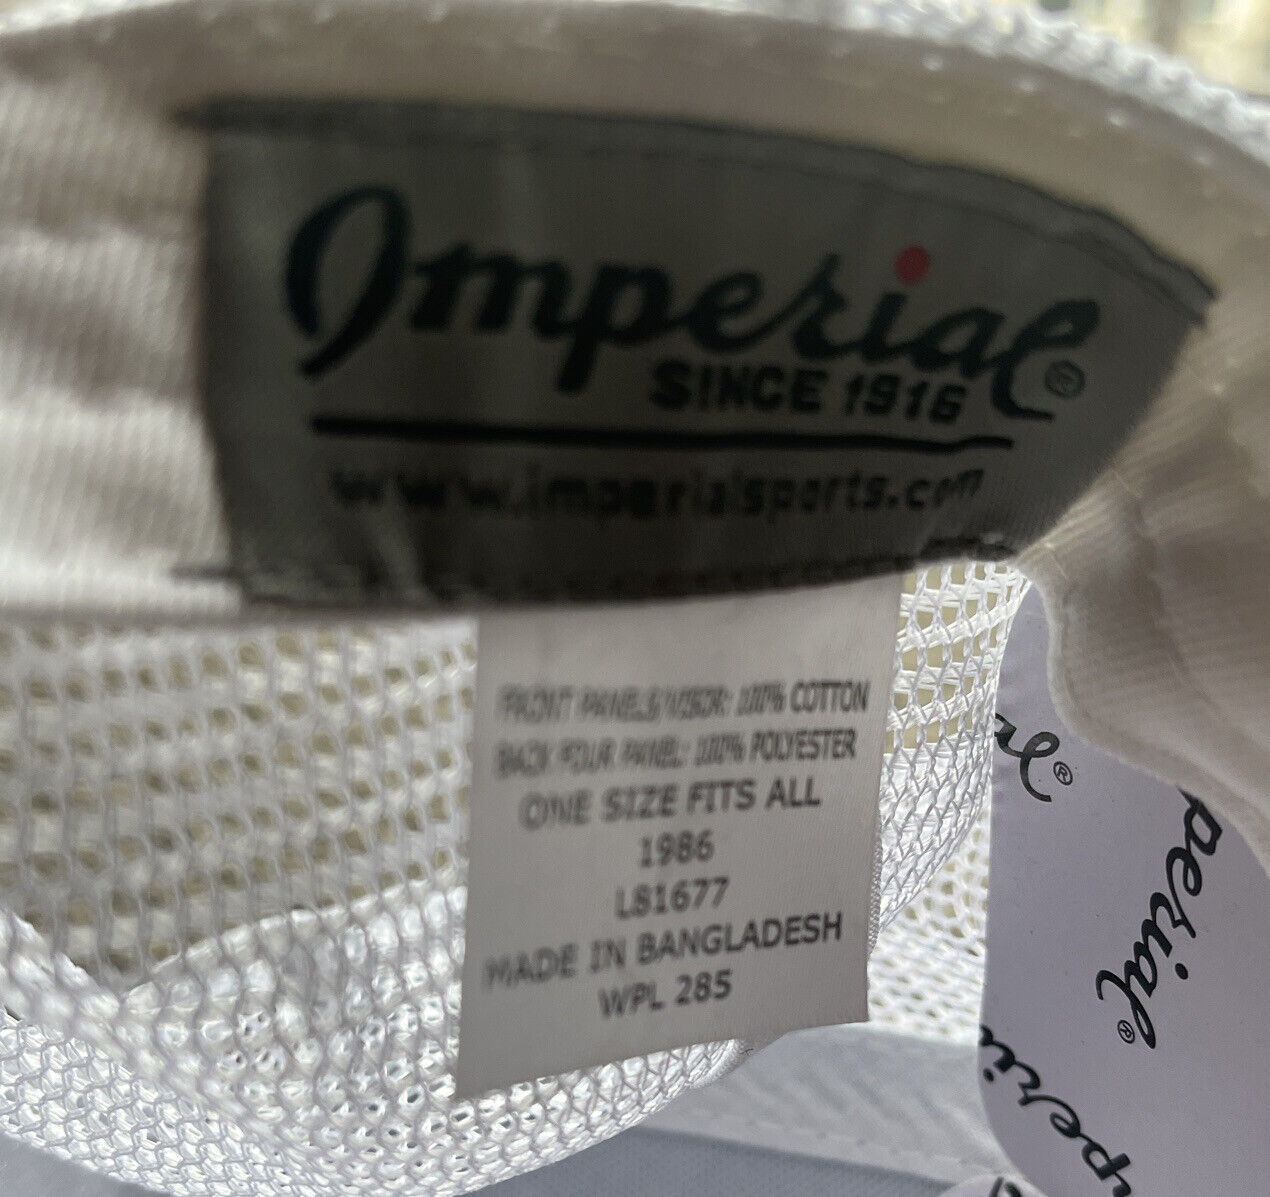 Imperial®
SINCE 1916
www.imperialsports.com
FRONT PANELS/VISOR: 100% COTTON
BACK FOUR PANEL: 100% POLYESTER
ONE SIZE FITS ALL
1986
L81677
MADE IN BANGLADESH
WPL 285
perial®